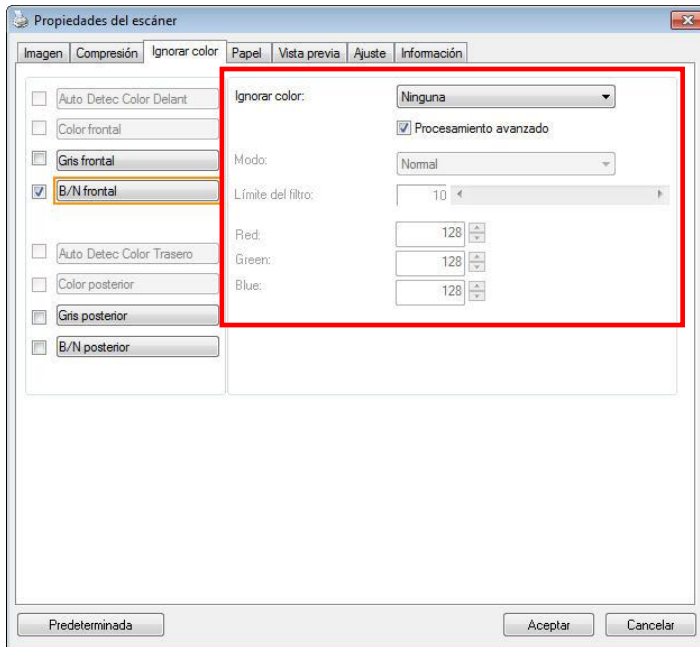 Propiedades del escáner
Imagen Compresión Ignorar color Papel Vista previa Ajuste Información
Auto Detec Color Delant
Color frontal
Gris frontal
B/N frontal
Auto Detec Color Trasero
Color posterior
Gris posterior
B/N posterior
Ignorar color: Ninguna
Procesamiento avanzado
Modo: Normal
Límite del filtro: 10
Red: 128
Green: 128
Blue: 128
Predeterminada Aceptar Cancelar